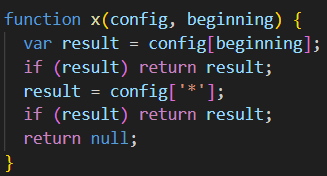 function x(config, beginning) {
  var result = config[beginning];
  if (result) return result;
  result = config['*'];
  if (result) return result;
  return null;
}